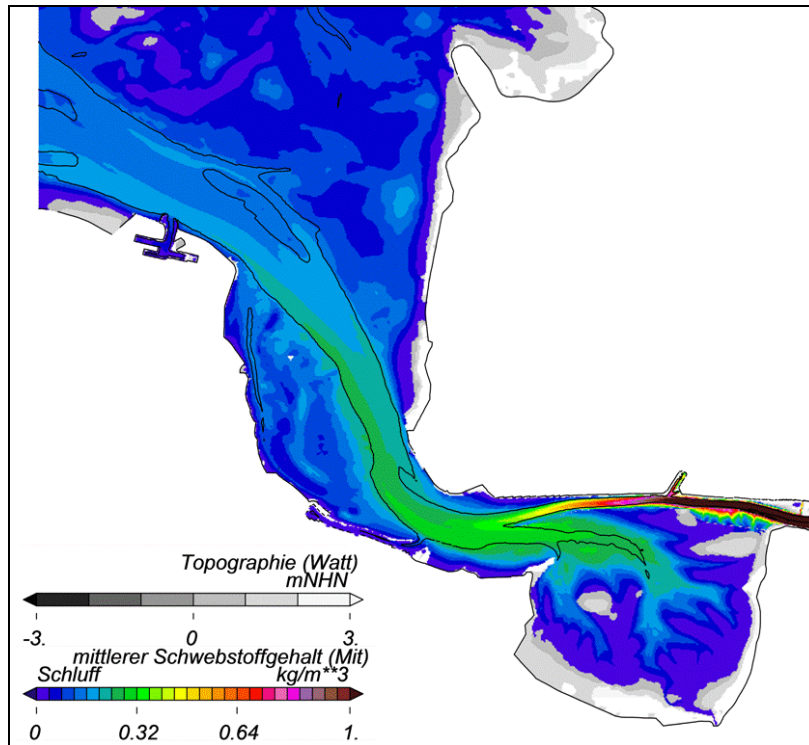 Topographie (Watt)
mNHN
-3. 0 3.
mittlerer Schwebstoffgehalt (Mit)
Schluff kg/m**3
0 0.32 0.64 1.